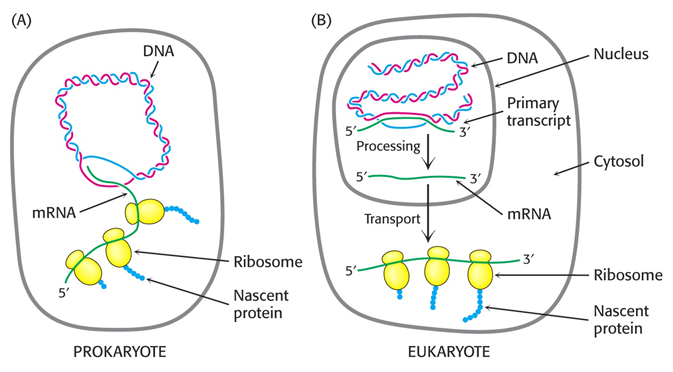 (A)
DNA
mRNA
Ribosome
5′
Nascent
protein
PROKARYOTE
(B)
DNA
Nucleus
Primary
transcript
5′
3′
Processing
Cytosol
5′
3′
mRNA
Transport
3′
5′
Ribosome
Nascent
protein
EUKARYOTE